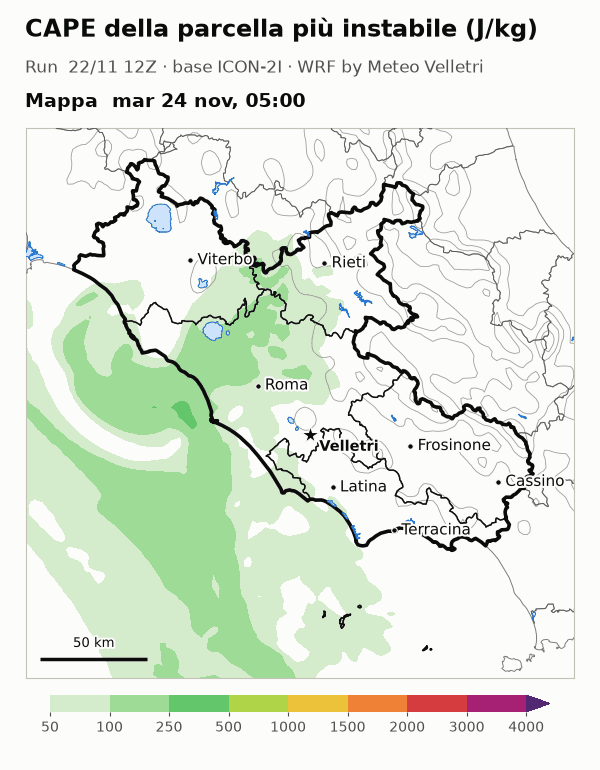 CAPE della parcella più instabile (J/kg)
Run 22/11 12Z · base ICON-2I · WRF by Meteo Velletri
Mappa mar 24 nov, 05:00
Viterbo
Rieti
Roma
Velletri
Frosinone
Latina
Cassino
Terracina
50 km
50 100 250 500 1000 1500 2000 3000 4000